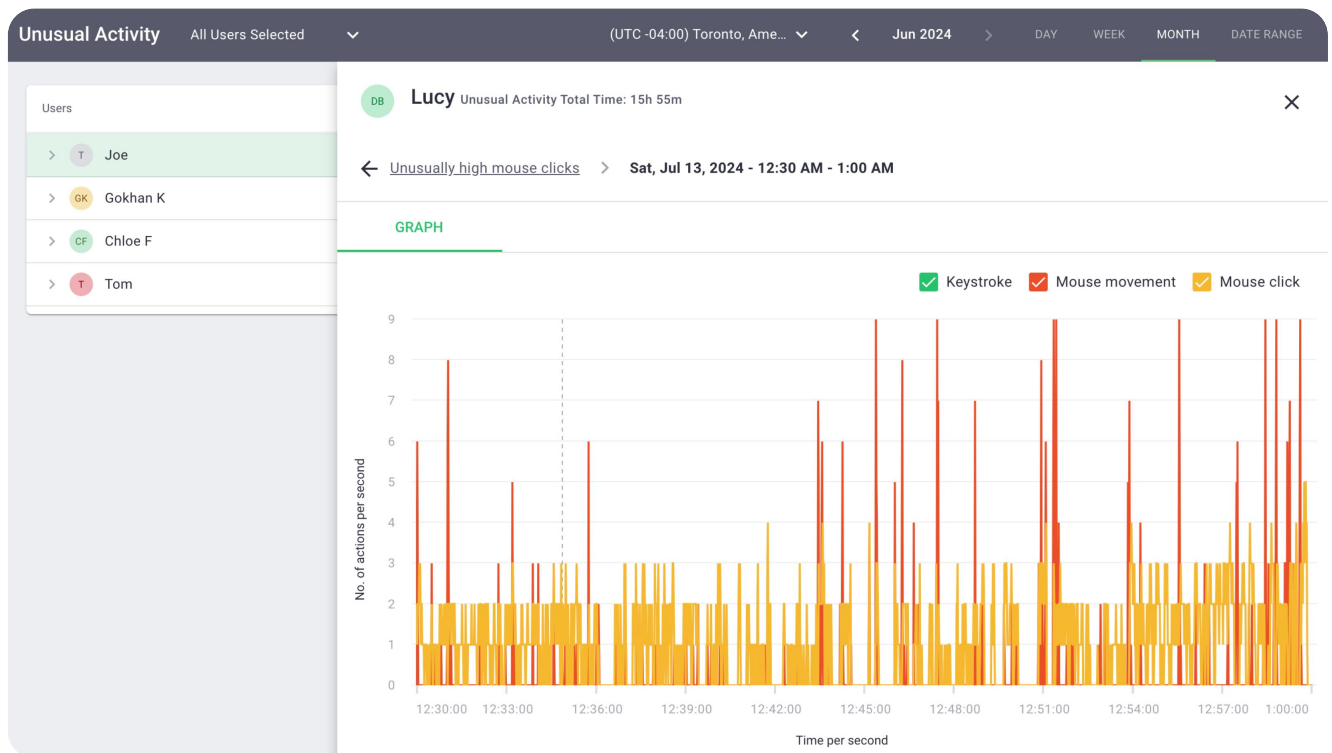 Unusual Activity All Users Selected (UTC -04:00) Toronto, Ame... Jun 2024 DAY WEEK MONTH DATE RANGE
Users
T Joe
GK Gokhan K
CF Chloe F
T Tom
DB Lucy Unusual Activity Total Time: 15h 55m
Unusually high mouse clicks > Sat, Jul 13, 2024 - 12:30 AM - 1:00 AM
GRAPH
Keystroke Mouse movement Mouse click
No. of actions per second
9
8
7
6
5
4
3
2
1
0
12:30:00 12:33:00 12:36:00 12:39:00 12:42:00 12:45:00 12:48:00 12:51:00 12:54:00 12:57:00 1:00:00
Time per second